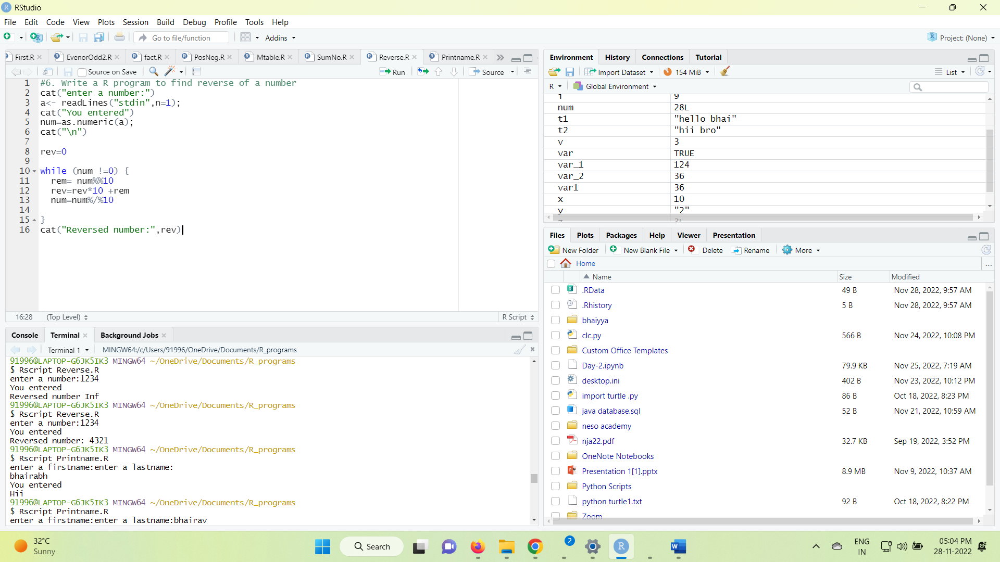 RStudio
File Edit Code View Plots Session Build Debug Profile Tools Help
Go to file/function Addins Project: (None)
First.R EvenorOdd2.R fact.R PosNeg.R Mtable.R SumNo.R Reverse.R Printname.R
Source on Save Run Source
1 #6. Write a R program to find reverse of a number
2 cat("enter a number:")
3 a<- readLines("stdin",n=1);
4 cat("You entered")
5 num=as.numeric(a);
6 cat("\n")
7
8 rev=0
9
10 while (num !=0) {
11 rem= num%%10
12 rev=rev*10 +rem
13 num=num%/%10
14
15 }
16 cat("Reversed number:",rev)
16:28 (Top Level) R Script
Console Terminal Background Jobs
Terminal 1 MINGW64:/c/Users/91996/OneDrive/Documents/R_programs
91996@LAPTOP-G6JK5IK3 MINGW64 ~/OneDrive/Documents/R_programs
$ Rscript Reverse.R
enter a number:1234
You entered
Reversed number Inf
91996@LAPTOP-G6JK5IK3 MINGW64 ~/OneDrive/Documents/R_programs
$ Rscript Reverse.R
enter a number:1234
You entered
Reversed number: 4321
91996@LAPTOP-G6JK5IK3 MINGW64 ~/OneDrive/Documents/R_programs
$ Rscript Printname.R
enter a firstname:enter a lastname:
bhairabh
You entered
Hii
91996@LAPTOP-G6JK5IK3 MINGW64 ~/OneDrive/Documents/R_programs
$ Rscript Printname.R
enter a firstname:enter a lastname:bhairav
Environment History Connections Tutorial
Import Dataset 154 MiB List
R Global Environment
9
num 28L
t1 "hello bhai"
t2 "hii bro"
v 3
var TRUE
var_1 124
var_2 36
var1 36
x 10
y "2"
Files Plots Packages Help Viewer Presentation
New Folder New Blank File Delete Rename More
Home ...
Name Size Modified
.RData 49 B Nov 28, 2022, 9:57 AM
.Rhistory 5 B Nov 28, 2022, 9:57 AM
bhaiyya
clc.py 566 B Nov 24, 2022, 10:08 PM
Custom Office Templates
Day-2.ipynb 79.9 KB Nov 25, 2022, 7:19 AM
desktop.ini 402 B Nov 23, 2022, 10:12 PM
import turtle .py 86 B Oct 18, 2022, 8:23 PM
java database.sql 52 B Nov 21, 2022, 10:59 AM
neso academy
nja22.pdf 32.7 KB Sep 19, 2022, 3:52 PM
OneNote Notebooks
Presentation 1[1].pptx 8.9 MB Nov 9, 2022, 10:37 AM
Python Scripts
python turtle1.txt 92 B Oct 18, 2022, 8:22 PM
Zoom
32°C
Sunny
Search
2
ENG
IN
05:04 PM
28-11-2022